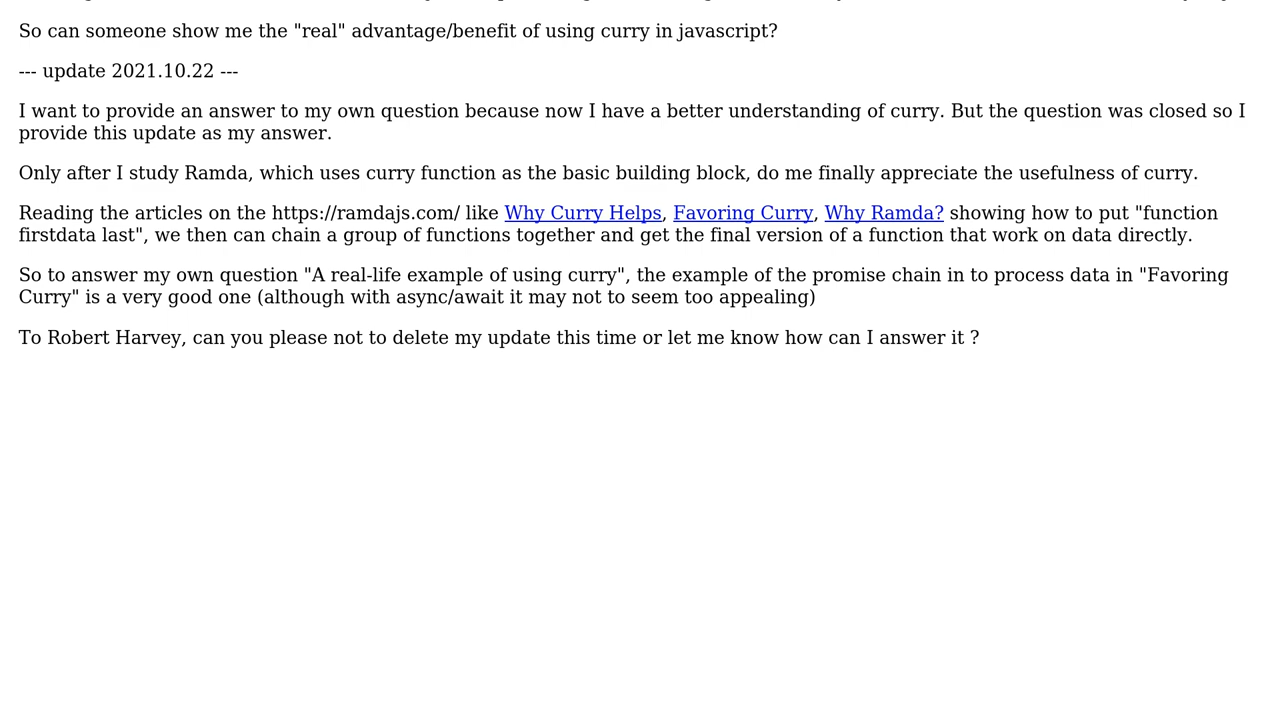 So can someone show me the "real" advantage/benefit of using curry in javascript?
--- update 2021.10.22 ---
I want to provide an answer to my own question because now I have a better understanding of curry. But the question was closed so I
provide this update as my answer.
Only after I study Ramda, which uses curry function as the basic building block, do me finally appreciate the usefulness of curry.
Reading the articles on the https://ramdajs.com/ like Why Curry Helps, Favoring Curry, Why Ramda? showing how to put "function
firstdata last", we then can chain a group of functions together and get the final version of a function that work on data directly.
So to answer my own question "A real-life example of using curry", the example of the promise chain in to process data in "Favoring
Curry" is a very good one (although with async/await it may not to seem too appealing)
To Robert Harvey, can you please not to delete my update this time or let me know how can I answer it ?